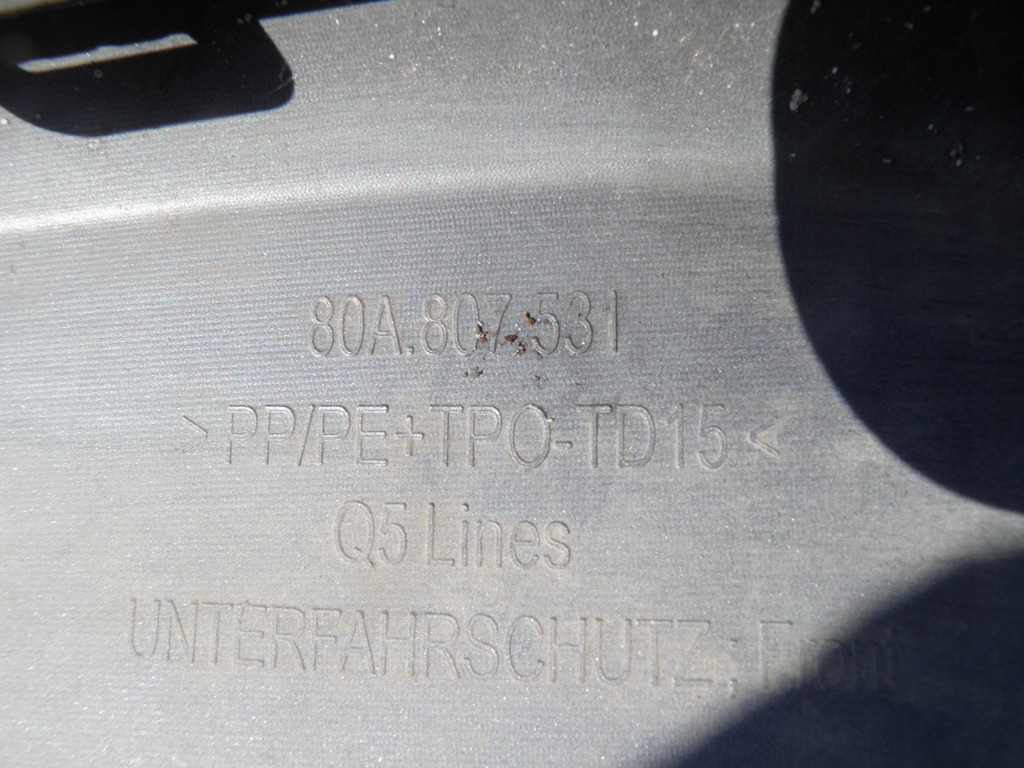 80A.807.531
>PP/PE+TPO-TD15<
Q5 Lines
UNTERFAHRSCHUTZ; Front